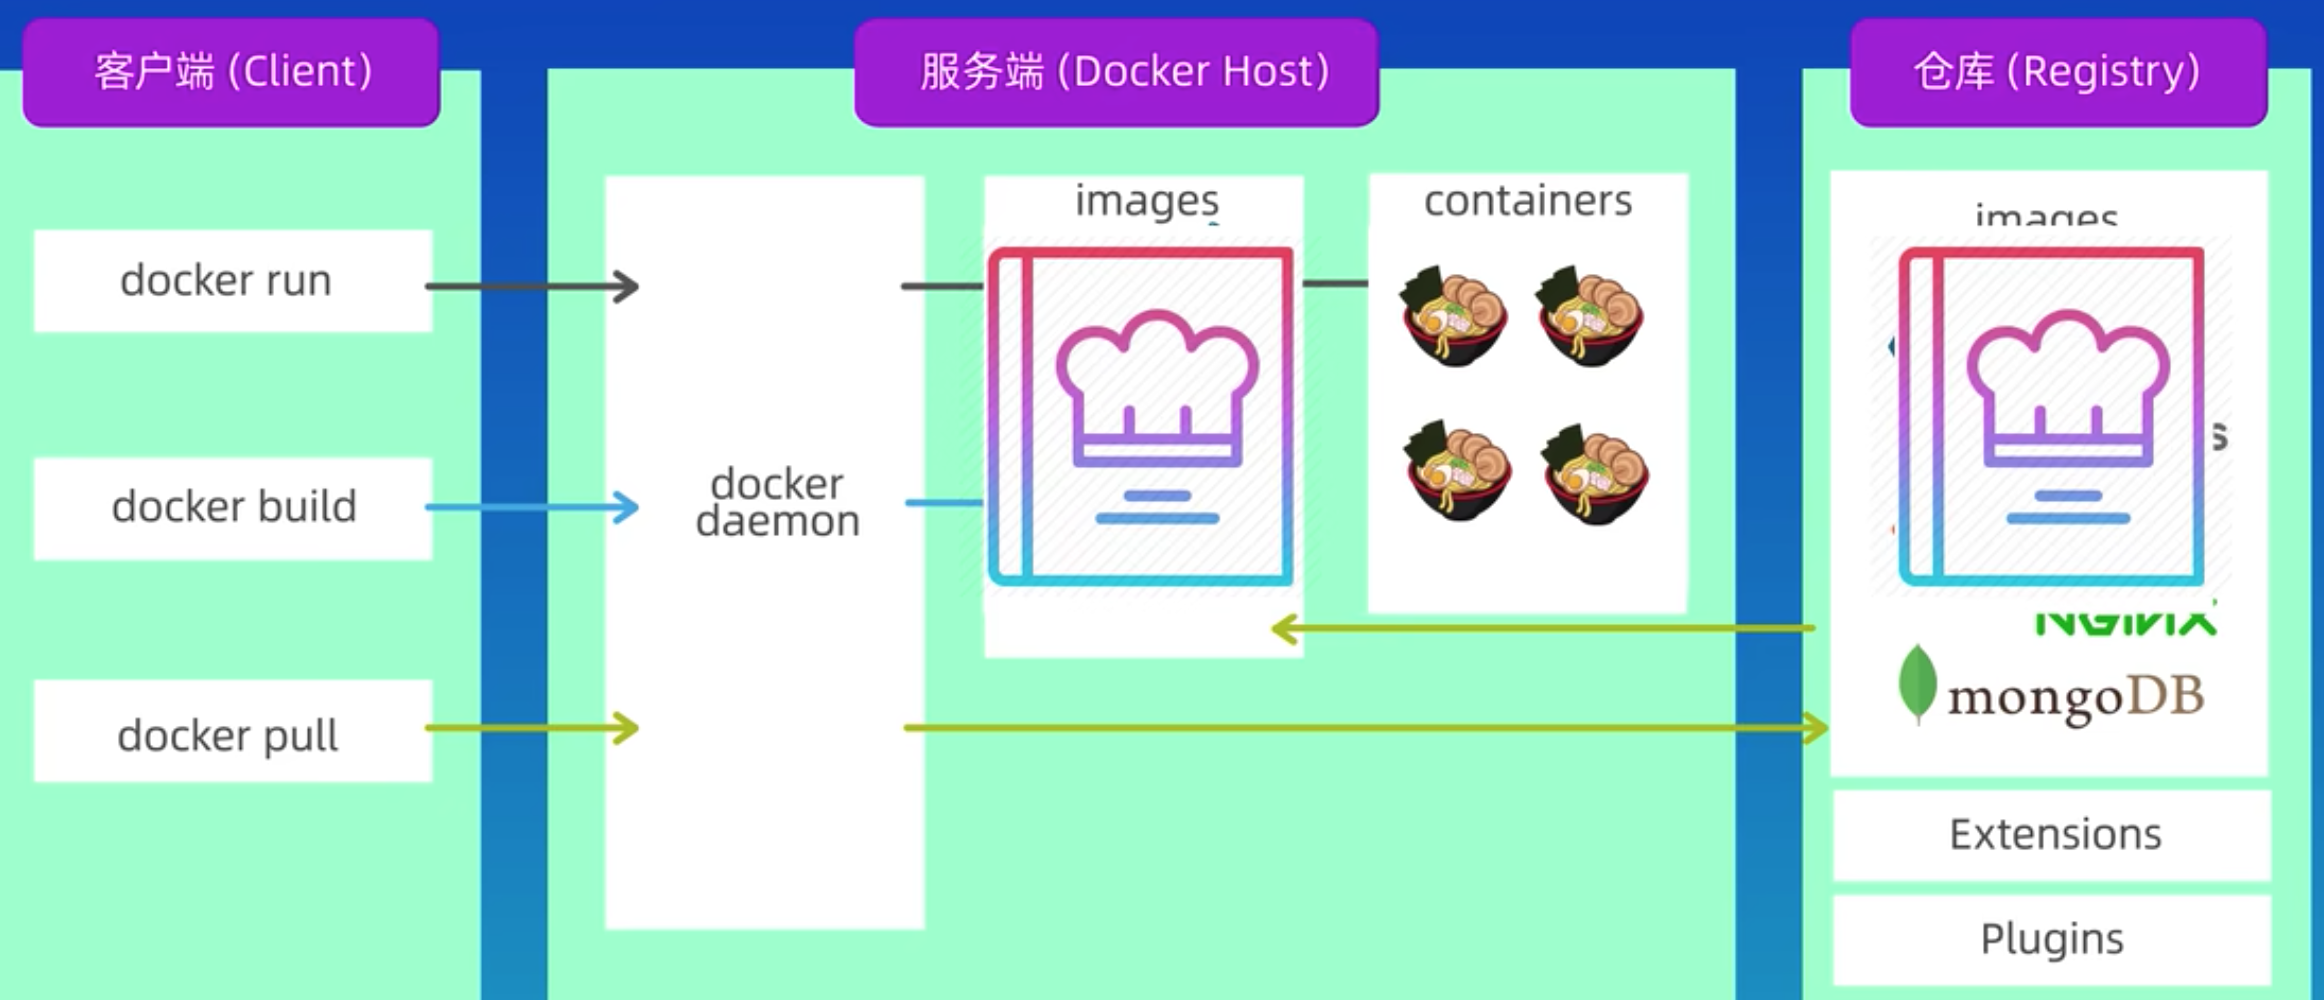 客户端 (Client)
服务端 (Docker Host)
仓库 (Registry)
docker run
docker build
docker pull
docker
daemon
images
containers
images
s
NGINX
mongoDB
Extensions
Plugins